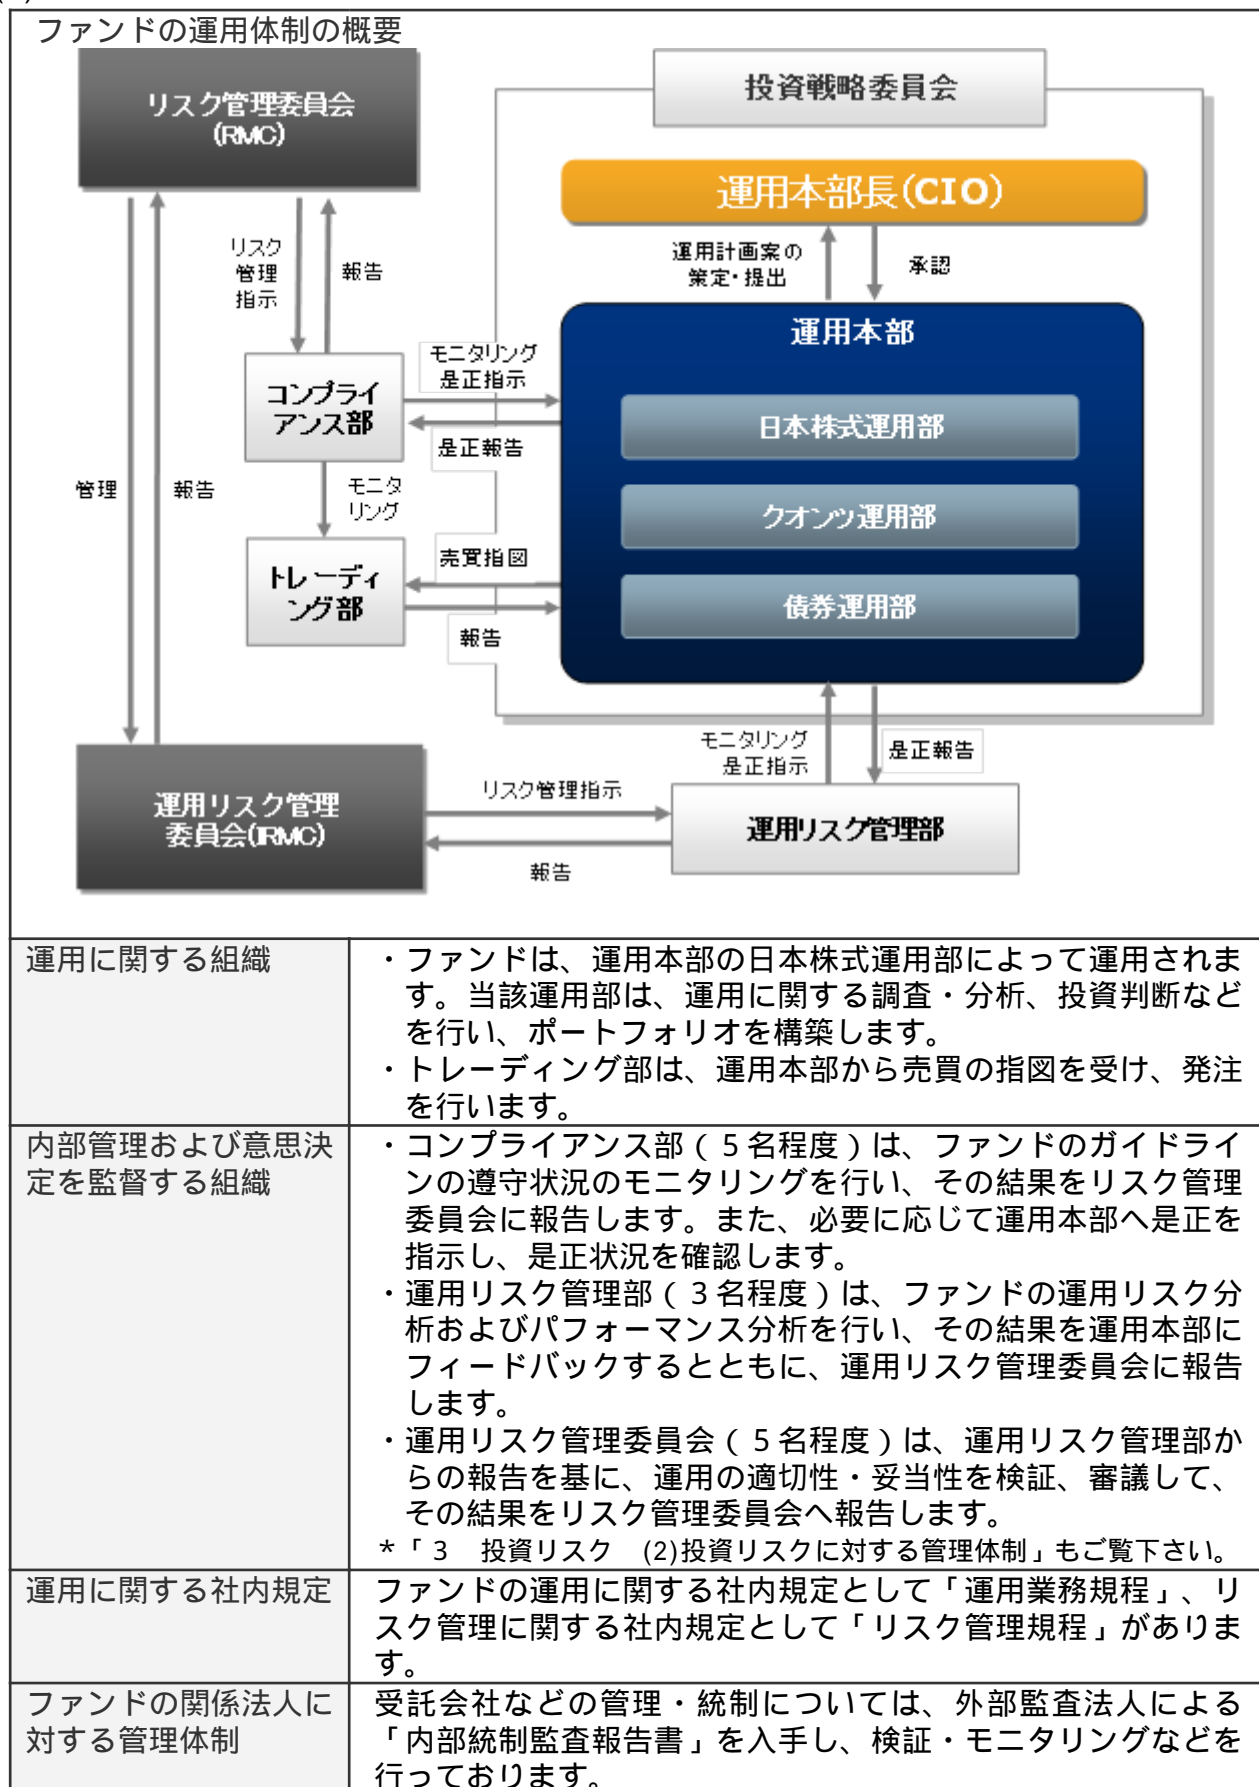 ファンドの運用体制の概要
リスク管理委員会
(RMC)
投資戦略委員会
運用本部長(CIO)
運用計画案の
策定・提出
承認
リスク
管理
指示
報告
運用本部
モニタリング
是正指示
コンプライ
アンス部
日本株式運用部
是正報告
管理
報告
モニタ
リング
クオンツ運用部
売買指図
トレーディ
ング部
債券運用部
報告
モニタリング
是正指示
是正報告
運用リスク管理
委員会(IRMC)
リスク管理指示
運用リスク管理部
報告
運用に関する組織
・ファンドは、運用本部の日本株式運用部によって運用されま
す。当該運用部は、運用に関する調査・分析、投資判断など
を行い、ポートフォリオを構築します。
・トレーディング部は、運用本部から売買の指図を受け、発注
を行います。
内部管理および意思決
定を監督する組織
・コンプライアンス部(5名程度)は、ファンドのガイドライ
ンの遵守状況のモニタリングを行い、その結果をリスク管理
委員会に報告します。また、必要に応じて運用本部へ是正を
指示し、是正状況を確認します。
・運用リスク管理部(3名程度)は、ファンドの運用リスク分
析およびパフォーマンス分析を行い、その結果を運用本部に
フィードバックするとともに、運用リスク管理委員会に報告
します。
・運用リスク管理委員会(5名程度)は、運用リスク管理部か
らの報告を基に、運用の適切性・妥当性を検証、審議して、
その結果をリスク管理委員会へ報告します。
*「3 投資リスク (2)投資リスクに対する管理体制」もご覧下さい。
運用に関する社内規定
ファンドの運用に関する社内規定として「運用業務規程」、リ
スク管理に関する社内規定として「リスク管理規程」がありま
す。
ファンドの関係法人に
対する管理体制
受託会社などの管理・統制については、外部監査法人による
「内部統制監査報告書」を入手し、検証・モニタリングなどを
行っております。